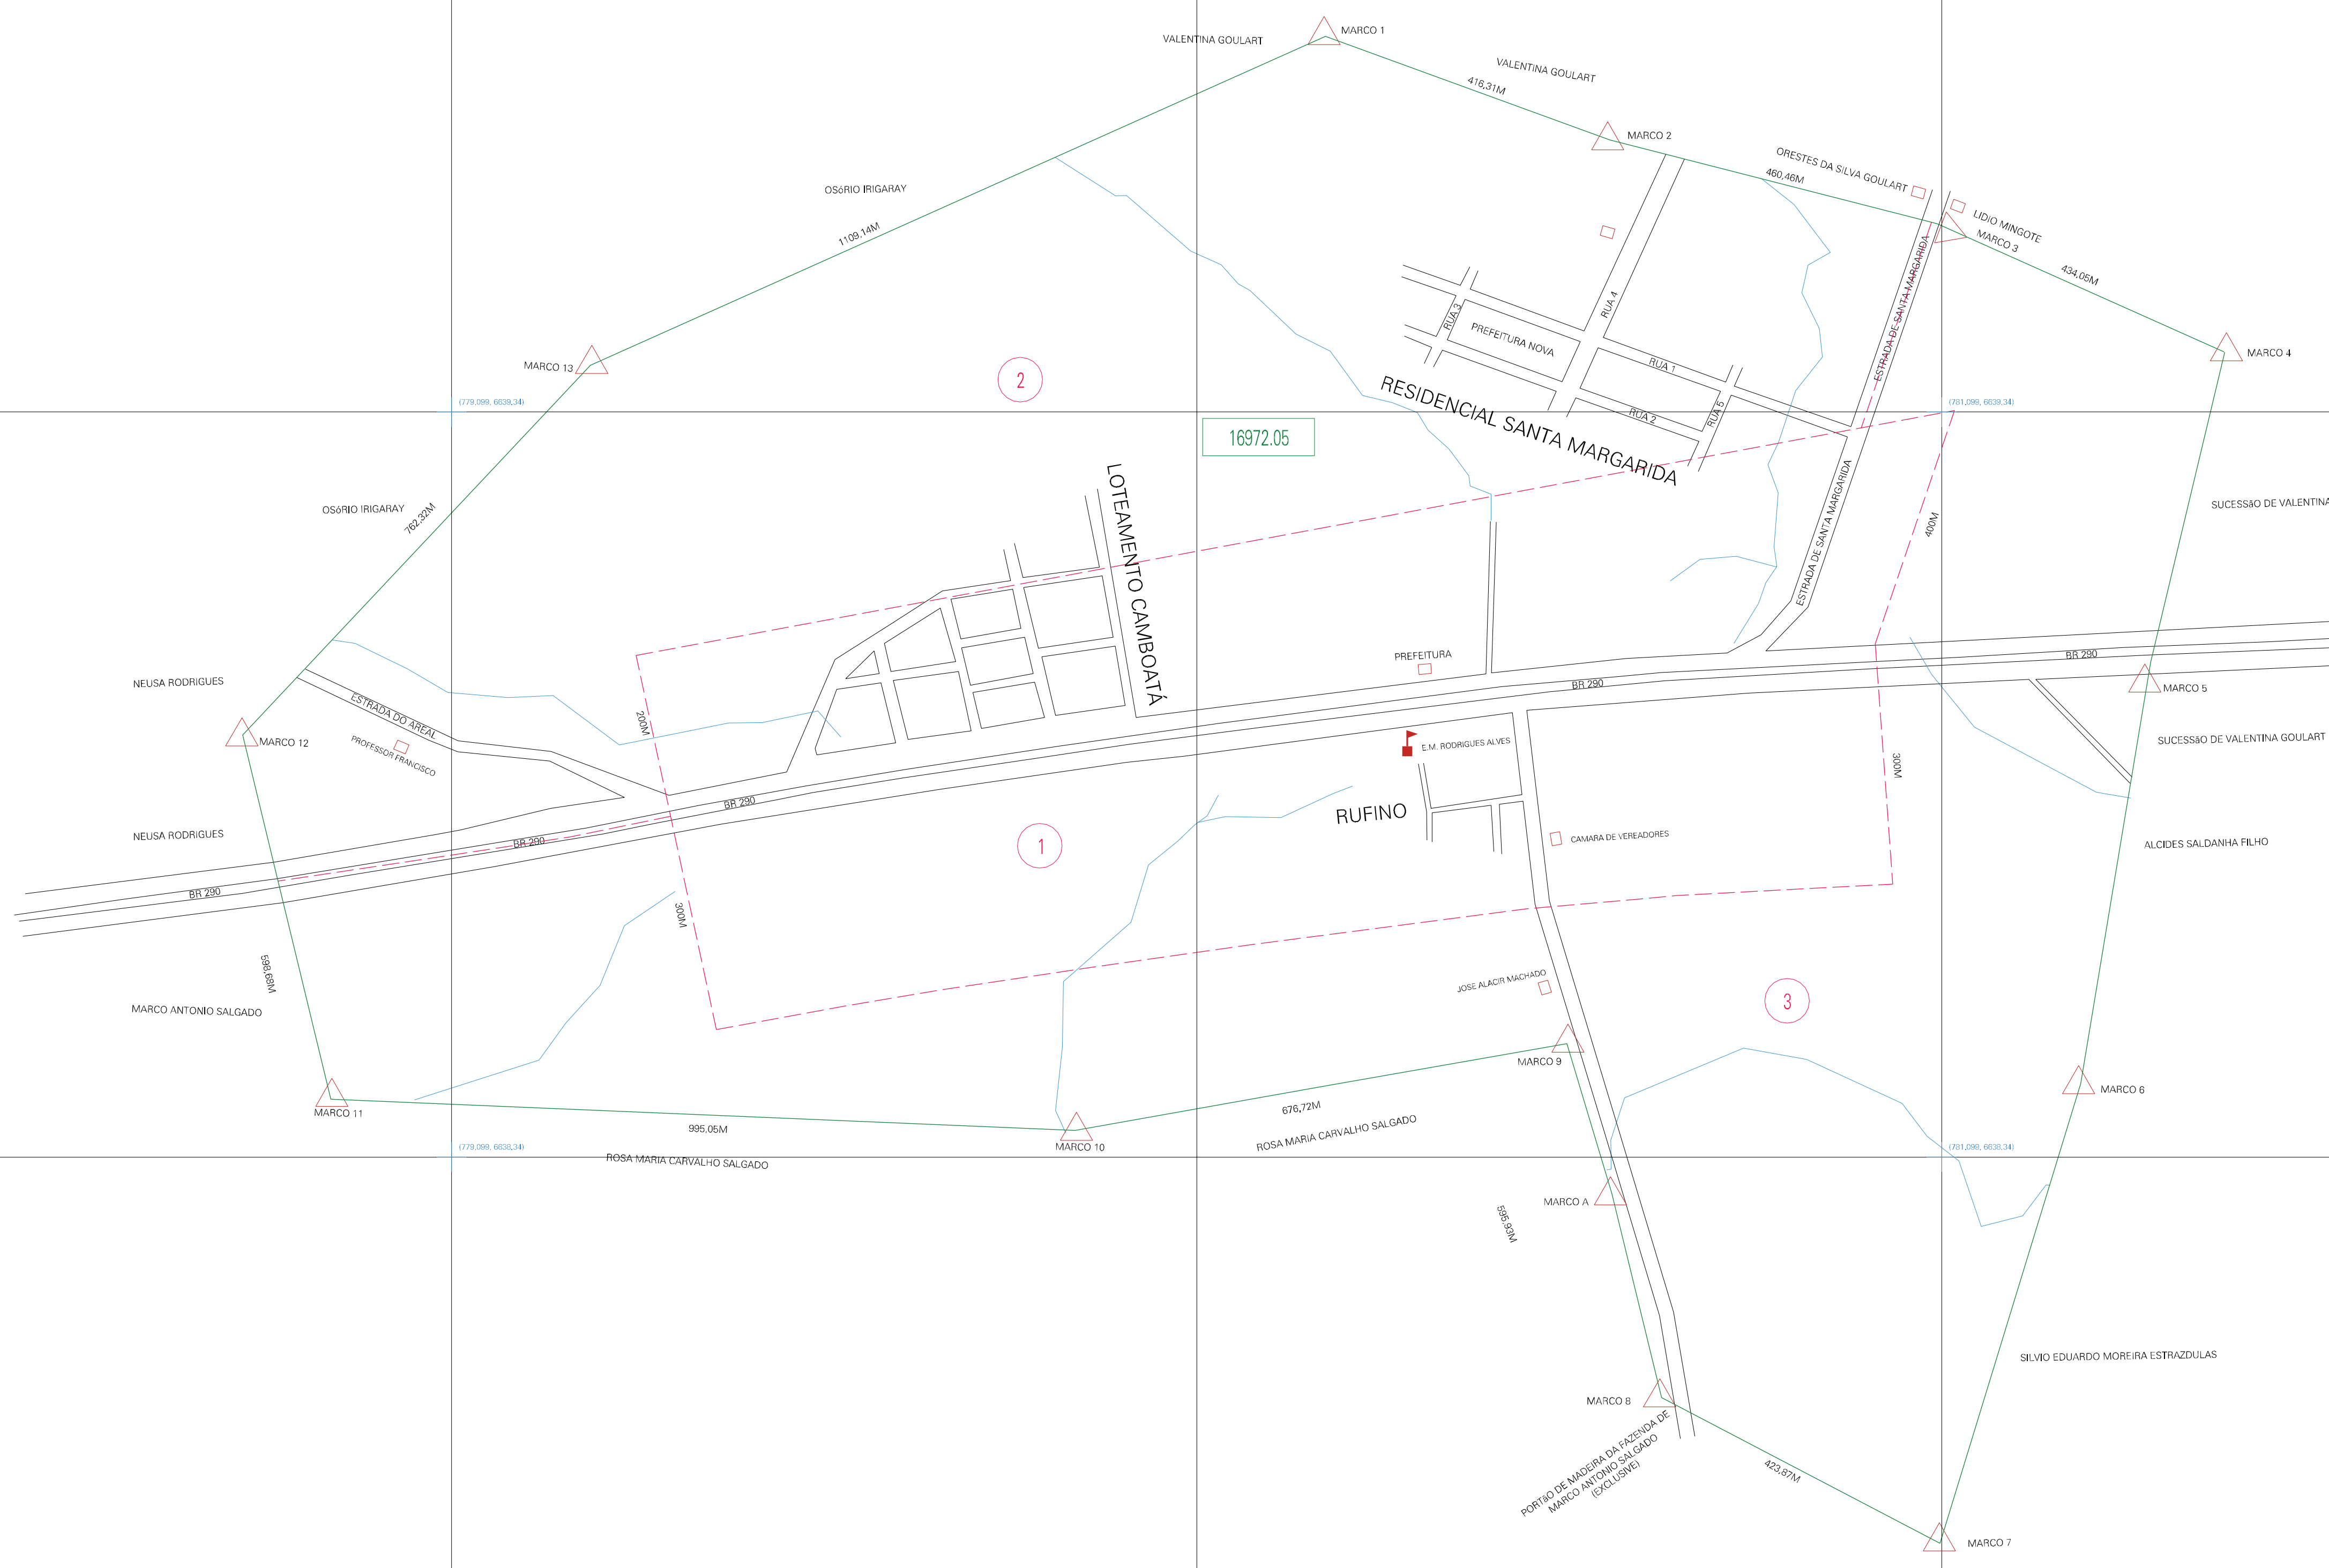 MARCO 1
VALENTINA GOULART
VALENTINA GOULART
416,31M
MARCO 2
ORESTES DA SILVA GOULART
460,46M
LIDIO MINGOTE
MARCO 3
434,05M
OSóRIO IRIGARAY
1109,14M
ESTRADA DE SANTA MARGARIDA
RUA 4
RUA 3
PREFEITURA NOVA
RUA 1
MARCO 4
MARCO 13
2
RESIDENCIAL SANTA MARGARIDA
RUA 2
RUA 5
(779,099, 6639,34)
(781,099, 6639,34)
16972.05
LOTEAMENTO CAMBOATÁ
OSóRIO IRIGARAY
762,32M
ESTRADA DE SANTA MARGARIDA
400M
SUCESSãO DE VALENTINA
PREFEITURA
BR 290
BR 290
NEUSA RODRIGUES
ESTRADA DO AREAL
200M
MARCO 5
MARCO 12
PROFESSOR FRANCISCO
E.M. RODRIGUES ALVES
SUCESSãO DE VALENTINA GOULART
300M
BR 290
RUFINO
NEUSA RODRIGUES
BR 290
1
CAMARA DE VEREADORES
ALCIDES SALDANHA FILHO
BR 290
300M
598,68M
JOSE ALACIR MACHADO
3
MARCO ANTONIO SALGADO
MARCO 9
MARCO 6
MARCO 11
676,72M
995,05M
ROSA MARIA CARVALHO SALGADO
MARCO 10
(779,099, 6638,34)
(781,099, 6638,34)
ROSA MARIA CARVALHO SALGADO
MARCO A
595,93M
SILVIO EDUARDO MOREIRA ESTRAZDULAS
MARCO 8
PORTãO DE MADEIRA DA FAZENDA DE
MARCO ANTONIO SALGADO
(EXCLUSIVE)
423,87M
MARCO 7